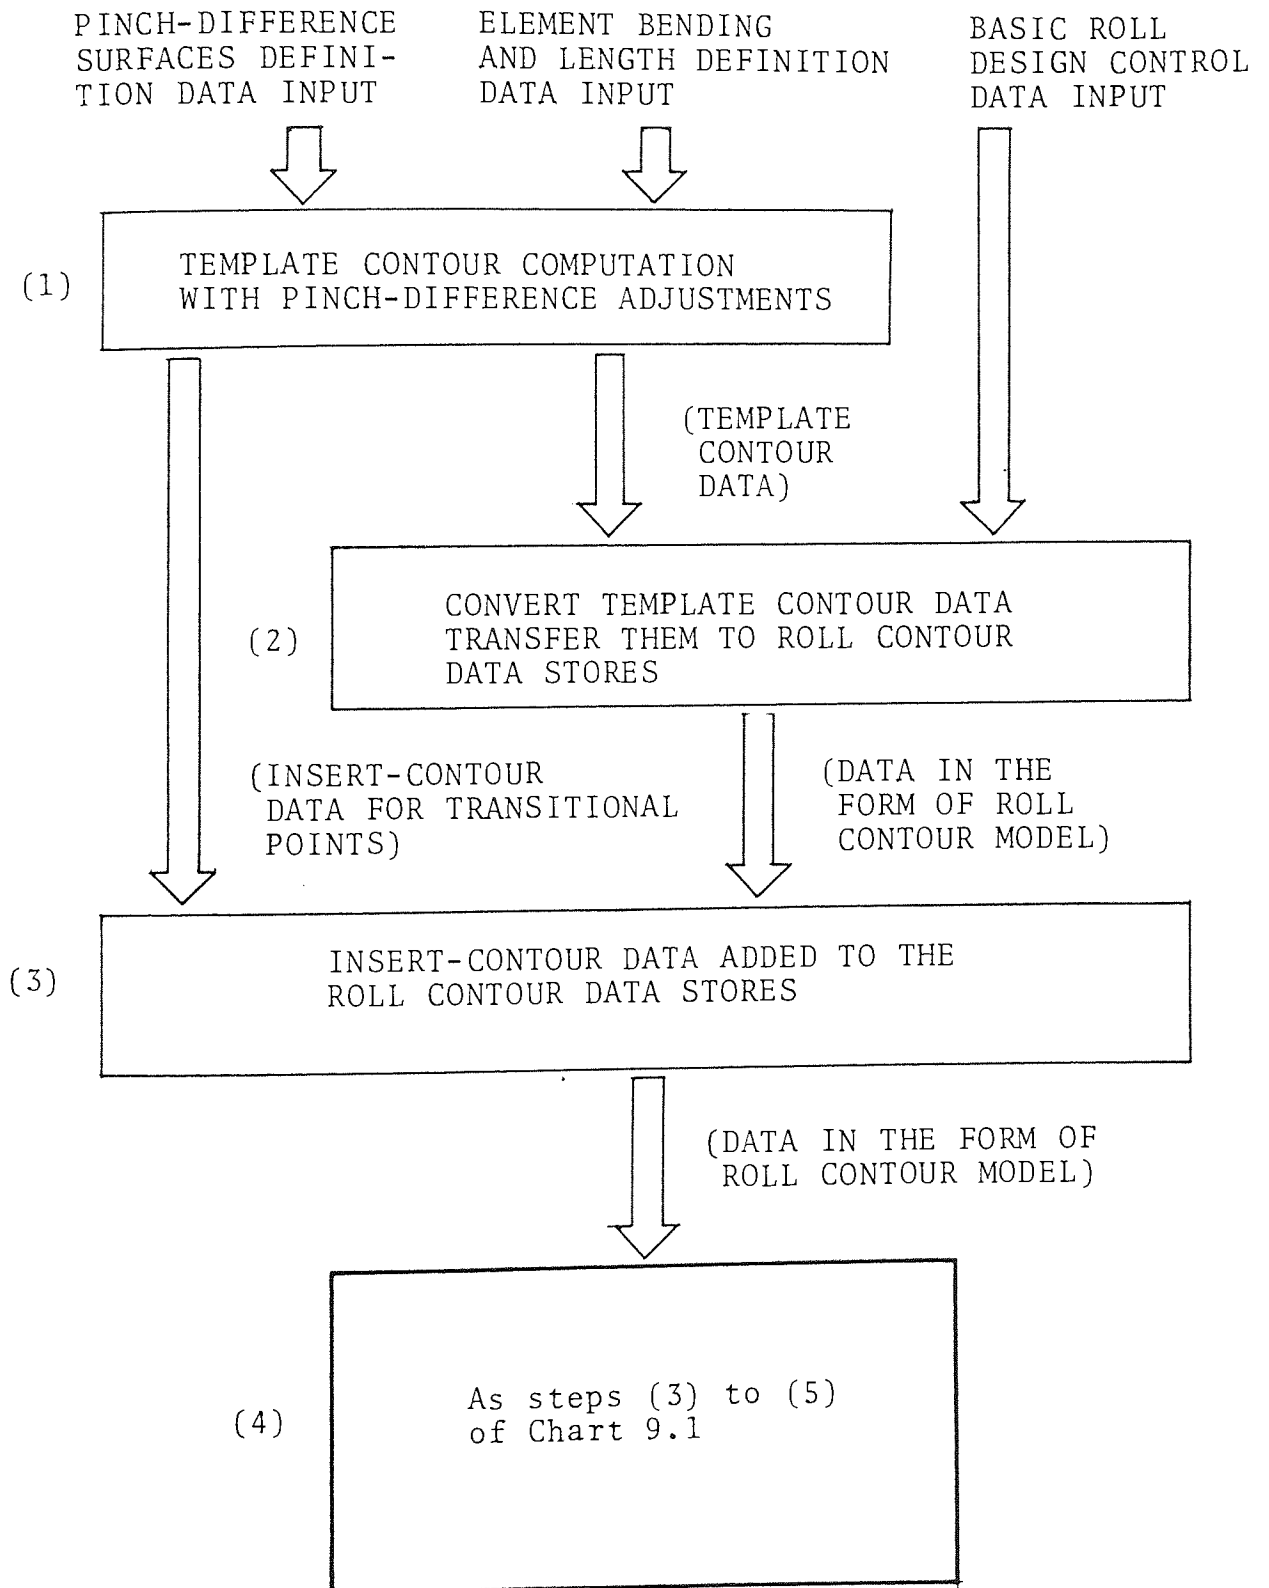 PINCH-DIFFERENCE
SURFACES DEFINI-
TION DATA INPUT
ELEMENT BENDING
AND LENGTH DEFINITION
DATA INPUT
BASIC ROLL
DESIGN CONTROL
DATA INPUT
(1)
TEMPLATE CONTOUR COMPUTATION
WITH PINCH-DIFFERENCE ADJUSTMENTS
(TEMPLATE
CONTOUR
DATA)
(2)
CONVERT TEMPLATE CONTOUR DATA
TRANSFER THEM TO ROLL CONTOUR
DATA STORES
(INSERT-CONTOUR
DATA FOR TRANSITIONAL
POINTS)
(DATA IN THE
FORM OF ROLL
CONTOUR MODEL)
(3)
INSERT-CONTOUR DATA ADDED TO THE
ROLL CONTOUR DATA STORES
(DATA IN THE FORM OF
ROLL CONTOUR MODEL)
(4)
As steps (3) to (5)
of Chart 9.1